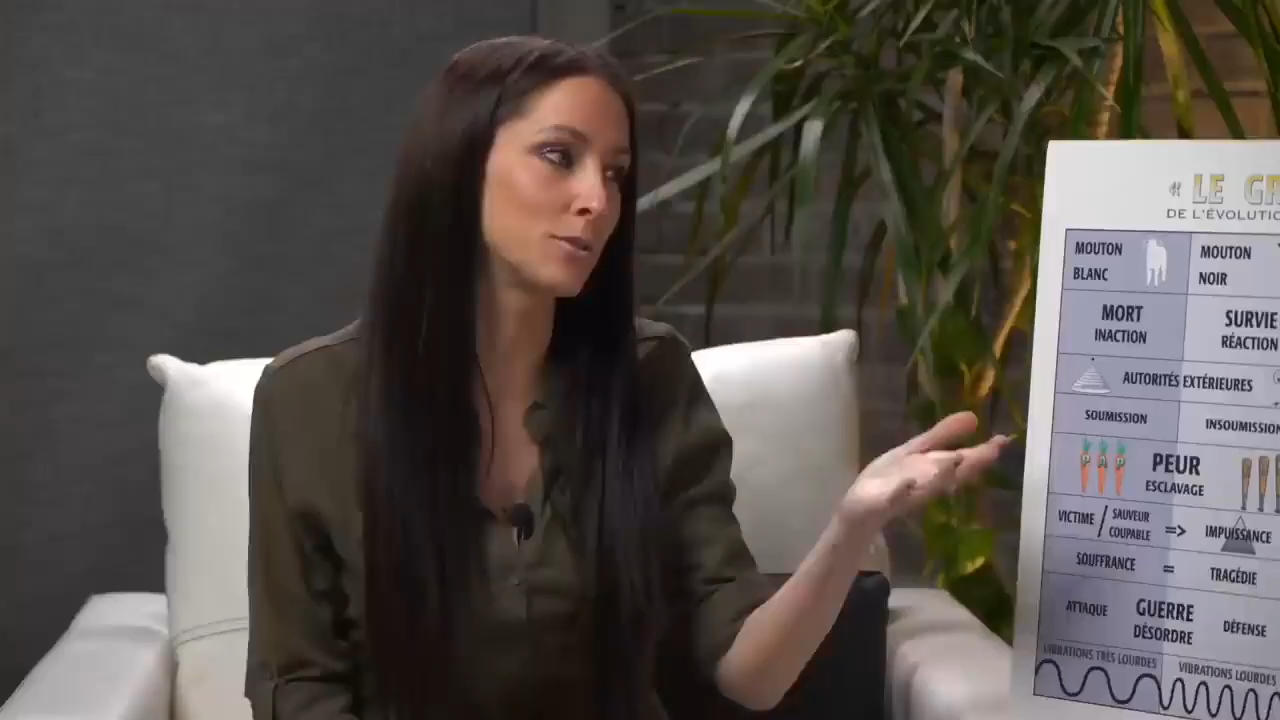 « LE GR
DE L'ÉVOLUTIO
MOUTON
BLANC
MOUTON
NOIR
MORT
INACTION
SURVIE
RÉACTION
AUTORITÉS EXTÉRIEURES
SOUMISSION
INSOUMISSION
P A P
PEUR
ESCLAVAGE
VICTIME / SAUVEUR
COUPABLE
=> IMPUISSANCE
SOUFFRANCE = TRAGÉDIE
ATTAQUE
GUERRE
DÉSORDRE
DÉFENSE
VIBRATIONS TRÈS LOURDES
VIBRATIONS LOURDES